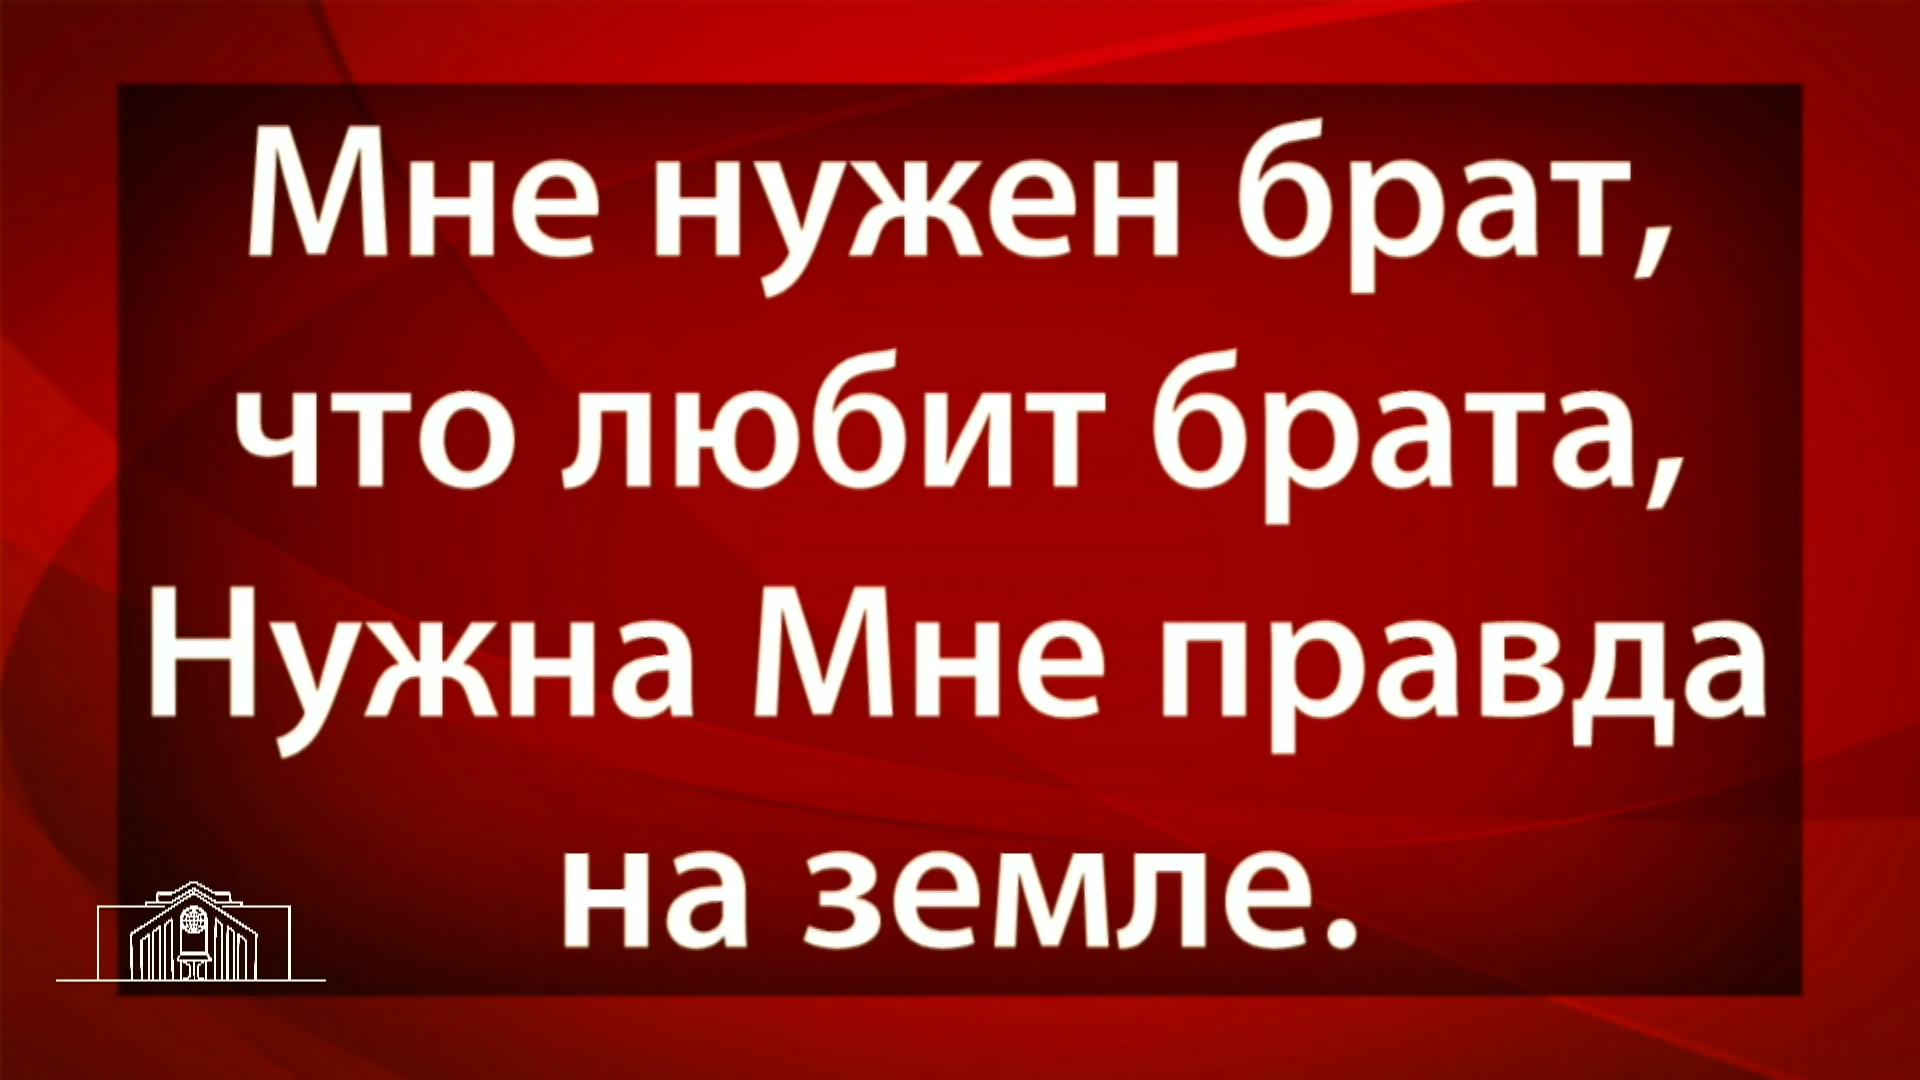 Мне нужен брат,
что любит брата,
Нужна Мне правда
на земле.